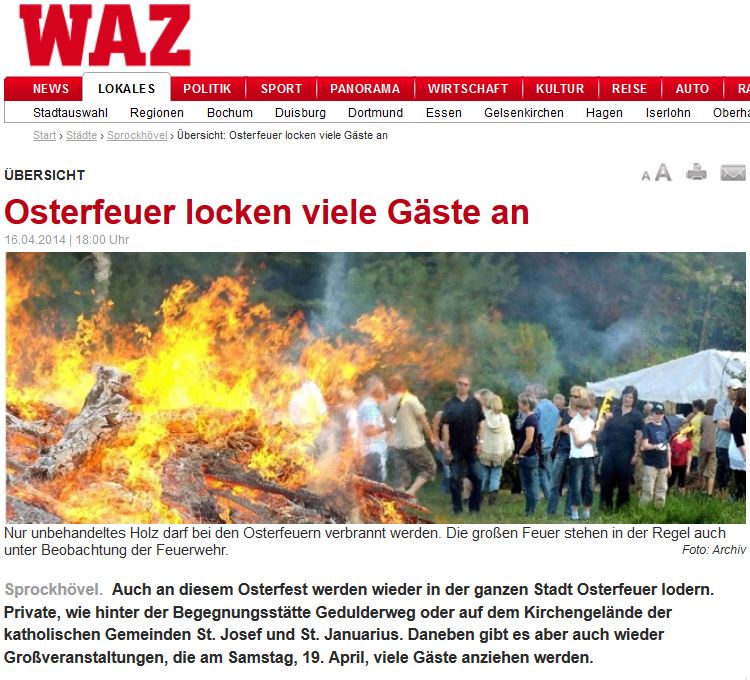 WAZ
NEWS LOKALES POLITIK SPORT PANORAMA WIRTSCHAFT KULTUR REISE AUTO
Stadtauswahl Regionen Bochum Duisburg Dortmund Essen Gelsenkirchen Hagen Iserlohn Oberha
Start › Städte › Sprockhövel › Übersicht: Osterfeuer locken viele Gäste an
ÜBERSICHT
A A
Osterfeuer locken viele Gäste an
16.04.2014 | 18:00 Uhr
Nur unbehandeltes Holz darf bei den Osterfeuern verbrannt werden. Die großen Feuer stehen in der Regel auch
unter Beobachtung der Feuerwehr. Foto: Archiv
Sprockhövel. Auch an diesem Osterfest werden wieder in der ganzen Stadt Osterfeuer lodern.
Private, wie hinter der Begegnungsstätte Gedulderweg oder auf dem Kirchengelände der
katholischen Gemeinden St. Josef und St. Januarius. Daneben gibt es aber auch wieder
Großveranstaltungen, die am Samstag, 19. April, viele Gäste anziehen werden.